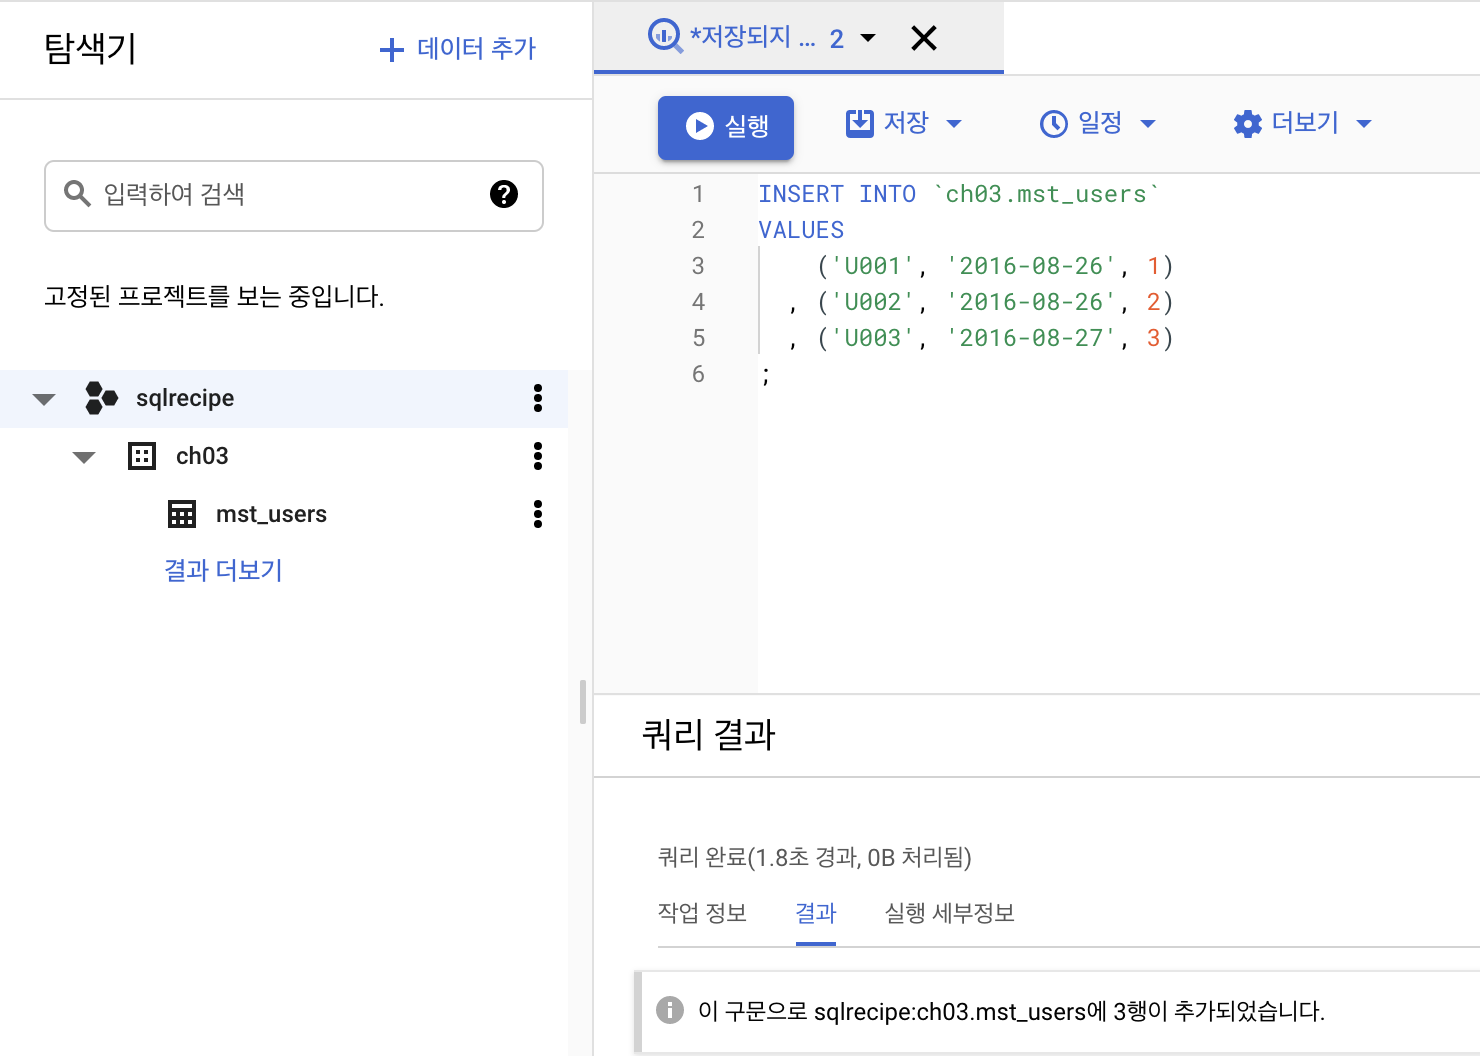 탐색기
데이터 추가
입력하여 검색
고정된 프로젝트를 보는 중입니다.
sqlrecipe
ch03
mst_users
결과 더보기
*저장되지 ... 2
실행 저장 일정 더보기
1 INSERT INTO `ch03.mst_users`
2 VALUES
3 ('U001', '2016-08-26', 1)
4 , ('U002', '2016-08-26', 2)
5 , ('U003', '2016-08-27', 3)
6 ;
쿼리 결과
쿼리 완료(1.8초 경과, 0B 처리됨)
작업 정보 결과 실행 세부정보
이 구문으로 sqlrecipe:ch03.mst_users에 3행이 추가되었습니다.